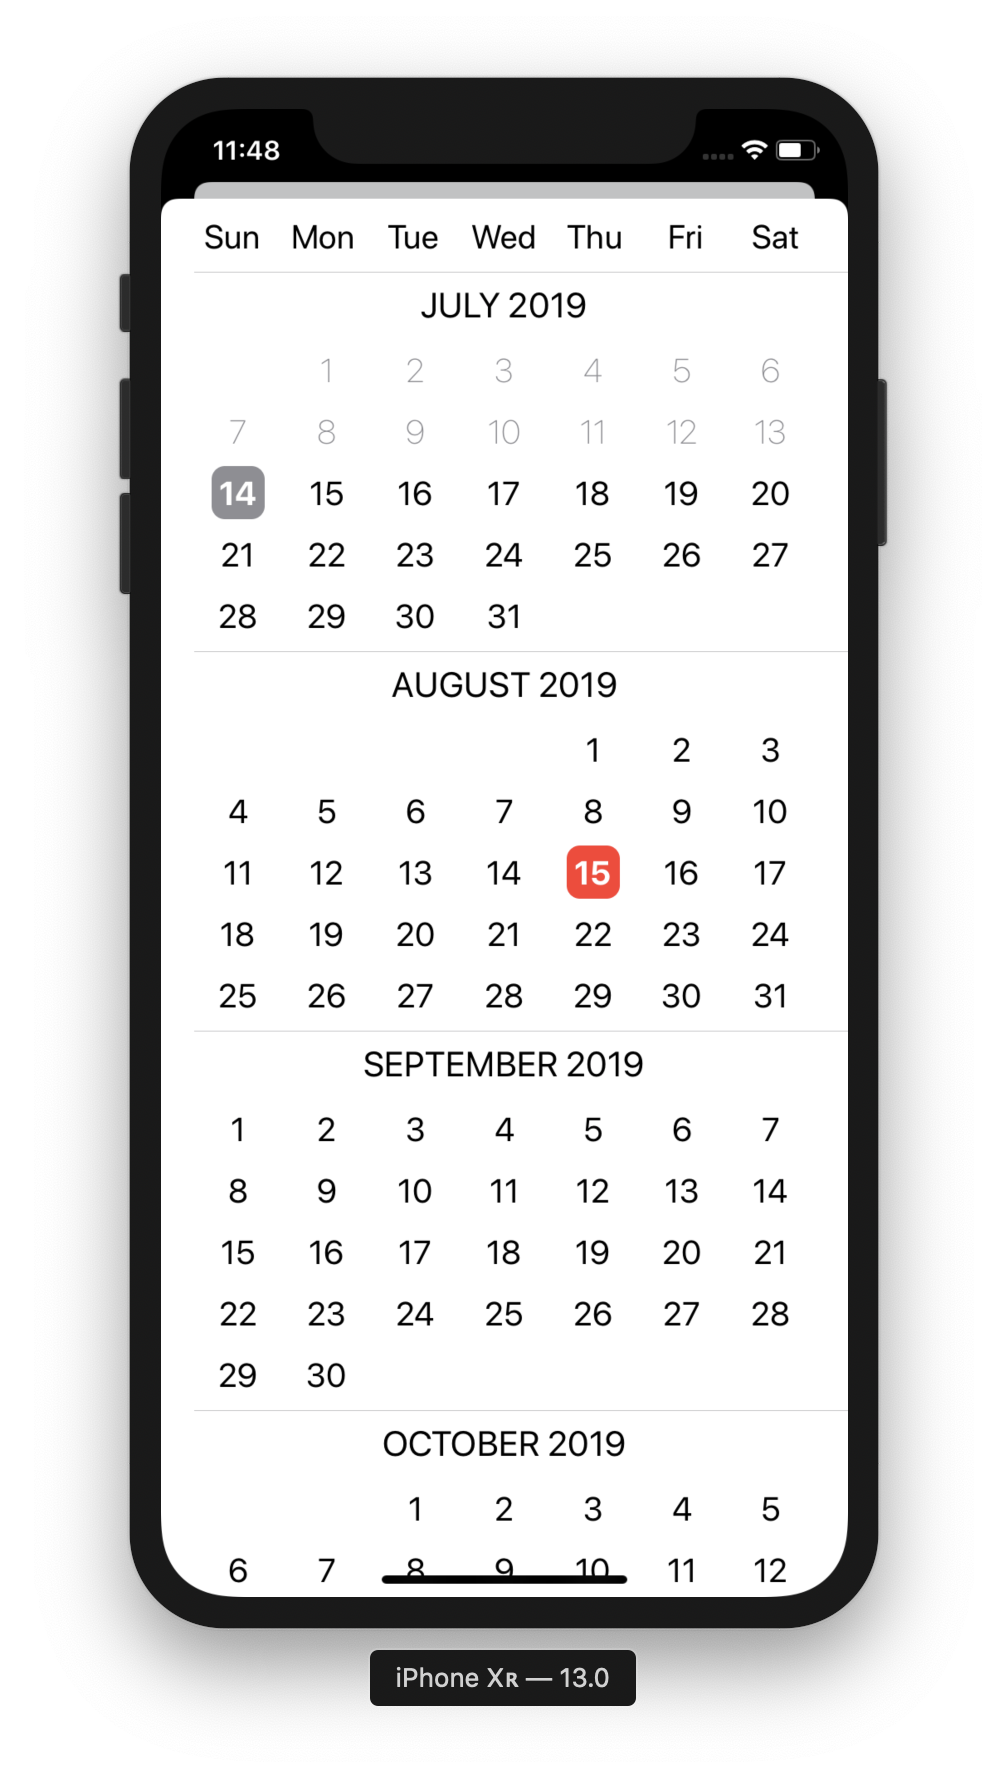 11:48
Sun Mon Tue Wed Thu Fri Sat
JULY 2019
1 2 3 4 5 6
7 8 9 10 11 12 13
14 15 16 17 18 19 20
21 22 23 24 25 26 27
28 29 30 31
AUGUST 2019
1 2 3
4 5 6 7 8 9 10
11 12 13 14 15 16 17
18 19 20 21 22 23 24
25 26 27 28 29 30 31
SEPTEMBER 2019
1 2 3 4 5 6 7
8 9 10 11 12 13 14
15 16 17 18 19 20 21
22 23 24 25 26 27 28
29 30
OCTOBER 2019
1 2 3 4 5
6 7 8 9 10 11 12
iPhone Xʀ — 13.0